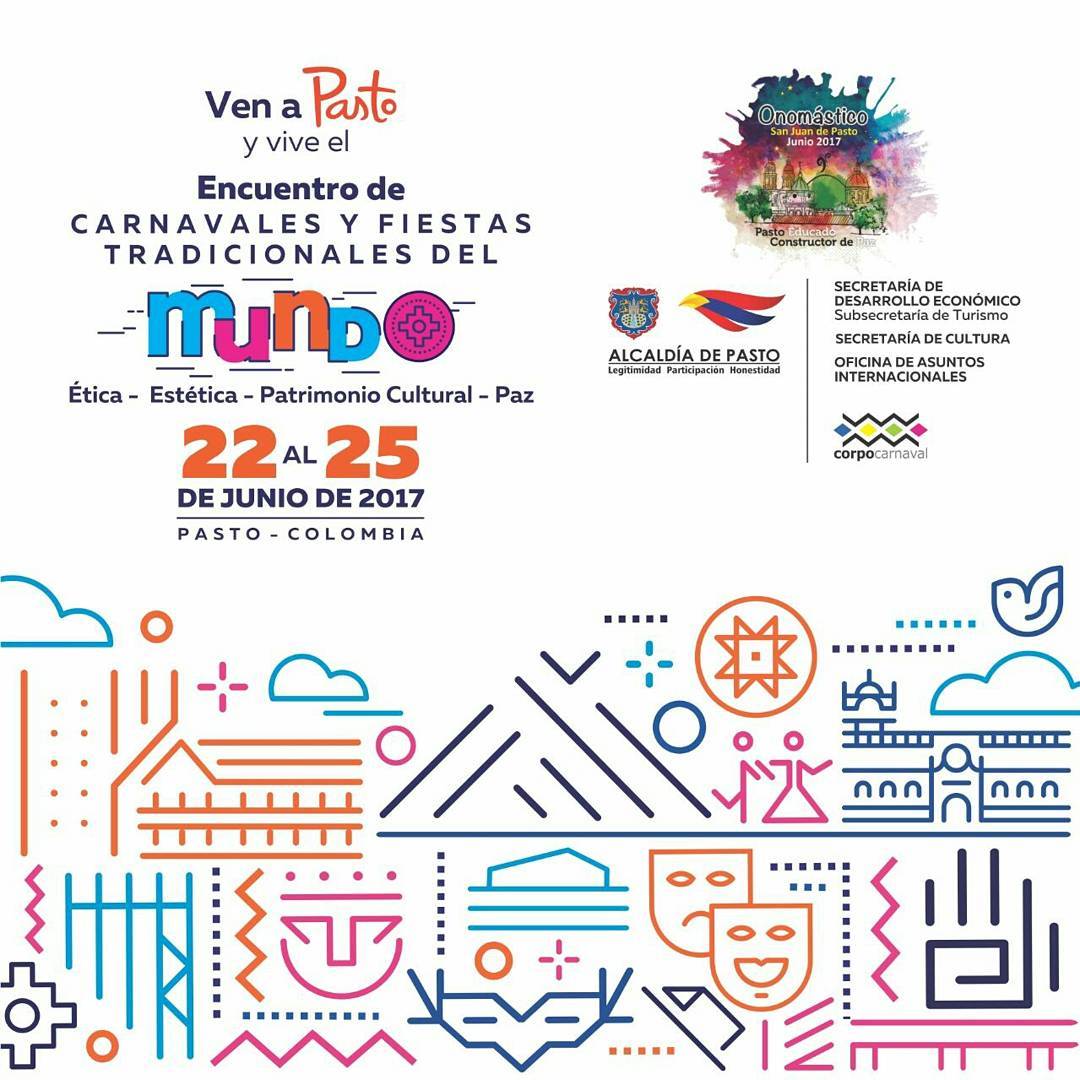 Ven a Pasto
y vive el
Encuentro de
CARNAVALES Y FIESTAS
TRADICIONALES DEL
mundo
Ética - Estética - Patrimonio Cultural - Paz
22 AL 25
DE JUNIO DE 2017
PASTO - COLOMBIA
Onomástico
San Juan de Pasto
Junio 2017
Pasto Educado
Constructor de Paz
ALCALDÍA DE PASTO
Legitimidad Participación Honestidad
SECRETARÍA DE
DESARROLLO ECONÓMICO
Subsecretaría de Turismo
SECRETARÍA DE CULTURA
OFICINA DE ASUNTOS
INTERNACIONALES
corpocarnaval